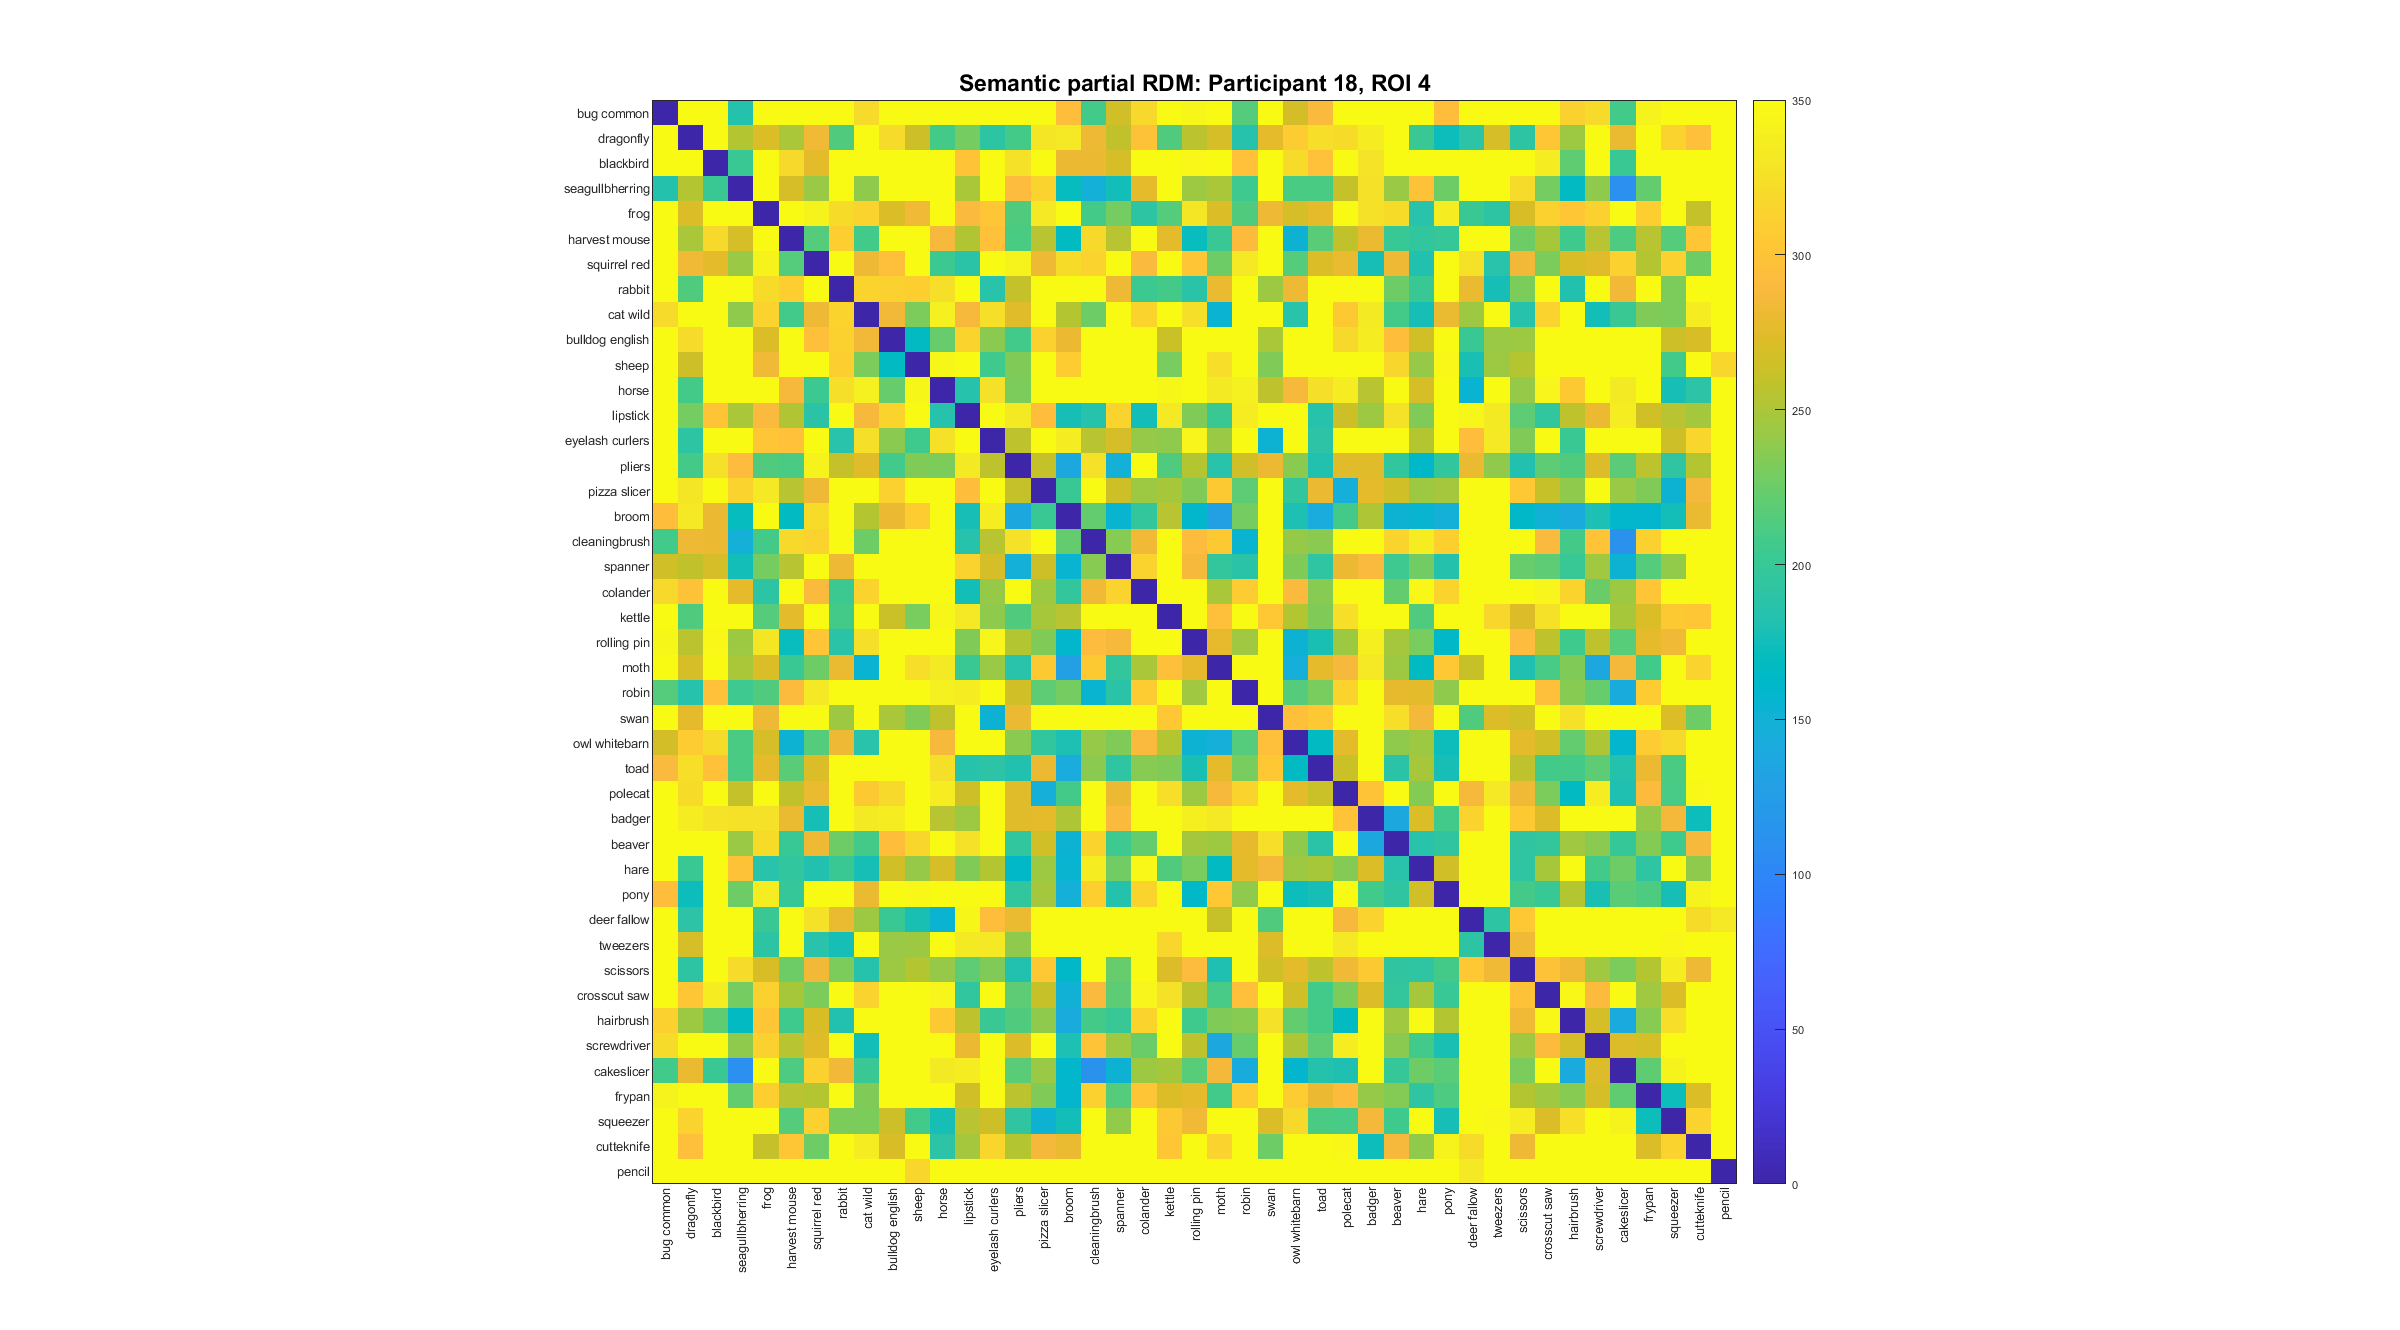 Semantic partial RDM: Participant 18, ROI 4
bug common
dragonfly
blackbird
seagullbherring
frog
harvest mouse
squirrel red
rabbit
cat wild
bulldog english
sheep
horse
lipstick
eyelash curlers
pliers
pizza slicer
broom
cleaningbrush
spanner
colander
kettle
rolling pin
moth
robin
swan
owl whitebarn
toad
polecat
badger
beaver
hare
pony
deer fallow
tweezers
scissors
crosscut saw
hairbrush
screwdriver
cakeslicer
frypan
squeezer
cutteknife
pencil
bug common
dragonfly
blackbird
seagullbherring
frog
harvest mouse
squirrel red
rabbit
cat wild
bulldog english
sheep
horse
lipstick
eyelash curlers
pliers
pizza slicer
broom
cleaningbrush
spanner
colander
kettle
rolling pin
moth
robin
swan
owl whitebarn
toad
polecat
badger
beaver
hare
pony
deer fallow
tweezers
scissors
crosscut saw
hairbrush
screwdriver
cakeslicer
frypan
squeezer
cutteknife
pencil
350
300
250
200
150
100
50
0